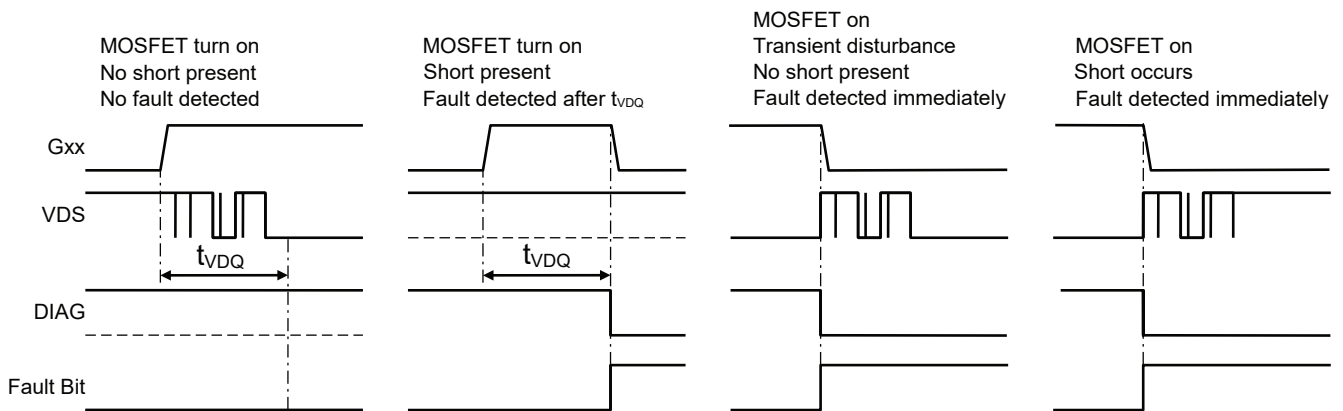 MOSFET turn on
No short present
No fault detected
MOSFET turn on
Short present
Fault detected after tVDQ
MOSFET on
Transient disturbance
No short present
Fault detected immediately
MOSFET on
Short occurs
Fault detected immediately
Gxx
VDS
tVDQ
tVDQ
DIAG
Fault Bit